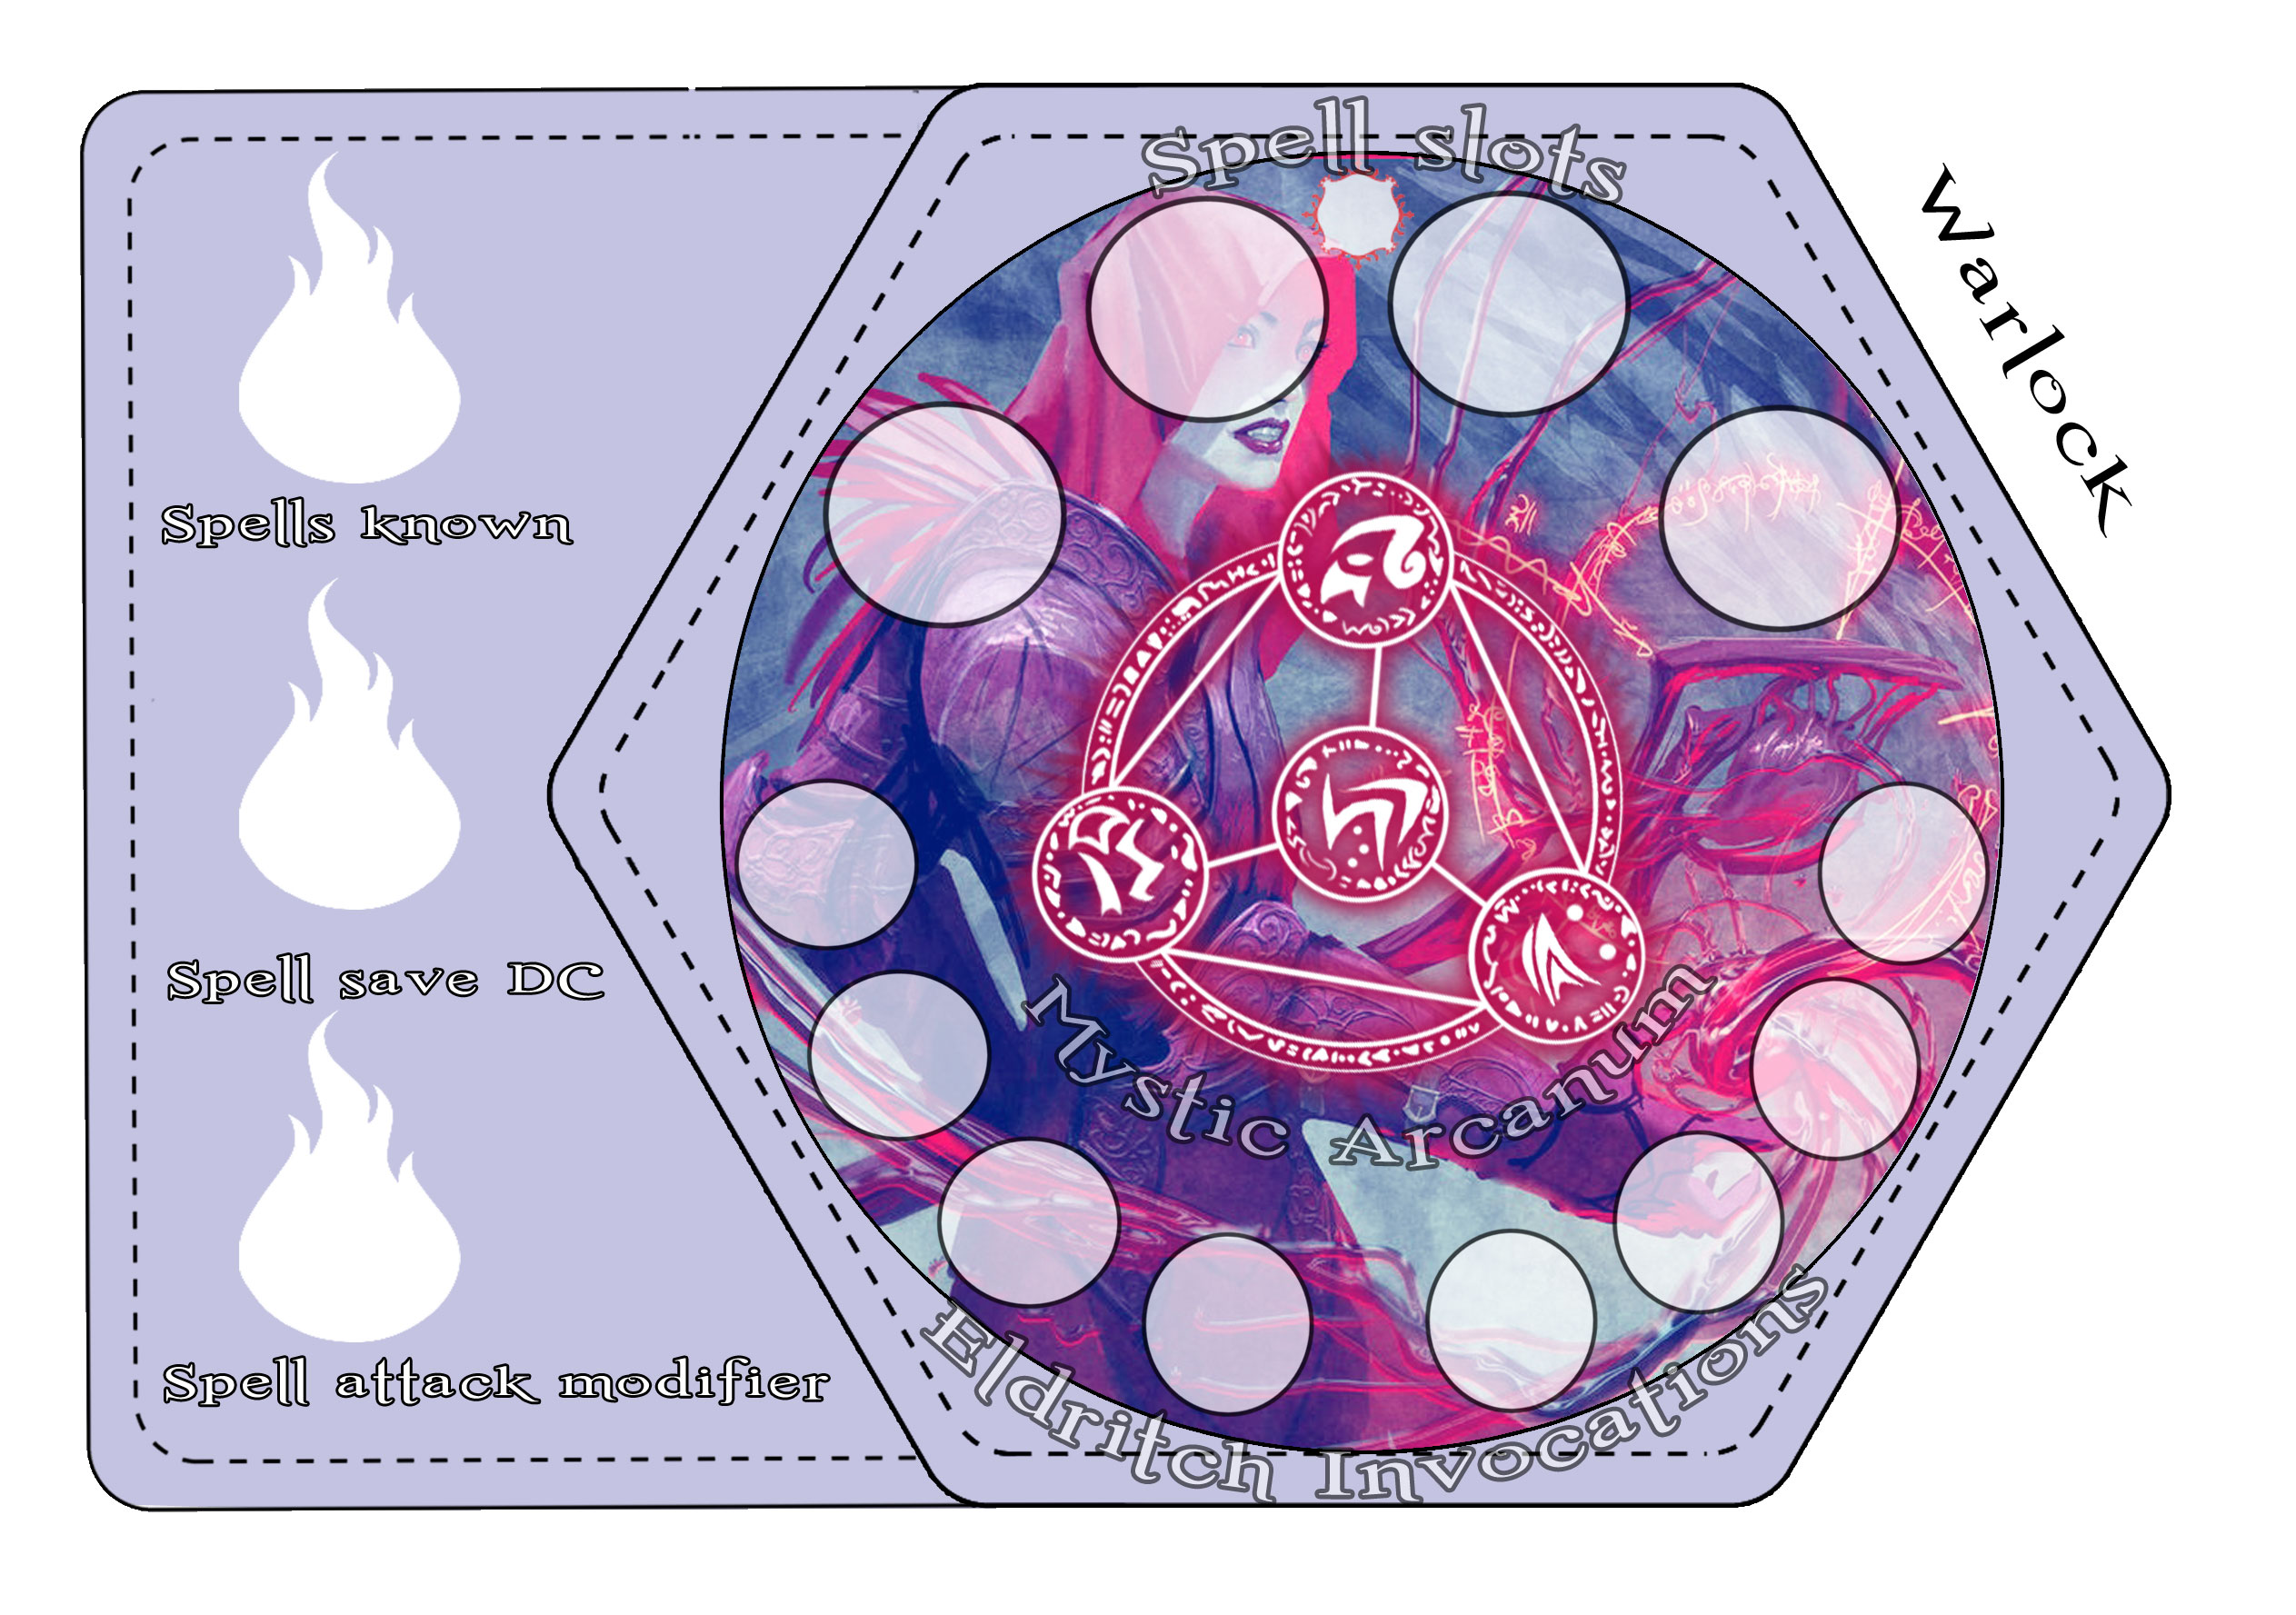 Spells known
Spell save DC
Spell attack modifier
Spell slots
Mystic Arcanum
Eldritch Invocations
Warlock